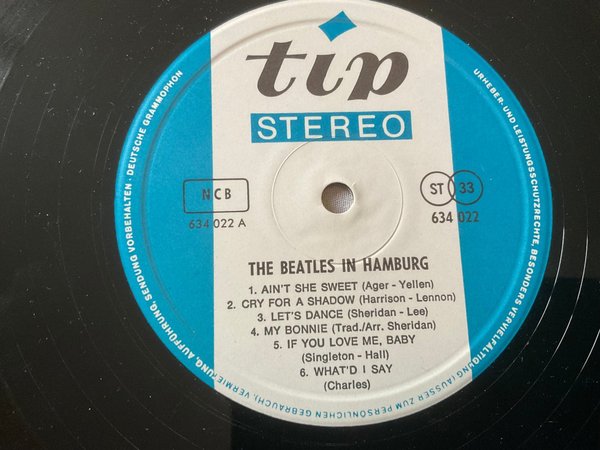 tip
STEREO
NCB
634 022 A
ST 33
634 022
THE BEATLES IN HAMBURG
1. AIN'T SHE SWEET (Ager - Yellen)
2. CRY FOR A SHADOW (Harrison - Lennon)
3. LET'S DANCE (Sheridan - Lee)
4. MY BONNIE (Trad./Arr. Sheridan)
5. IF YOU LOVE ME, BABY
(Singleton - Hall)
6. WHAT'D I SAY
(Charles)
URHEBER- UND LEISTUNGSSCHUTZRECHTE, BESONDERS VERVIELFÄLTIGUNG (AUSSER ZUM PERSÖNLICHEN GEBRAUCH), VERMIETUNG, AUFFÜHRUNG, SENDUNG VORBEHALTEN · DEUTSCHE GRAMMOPHON